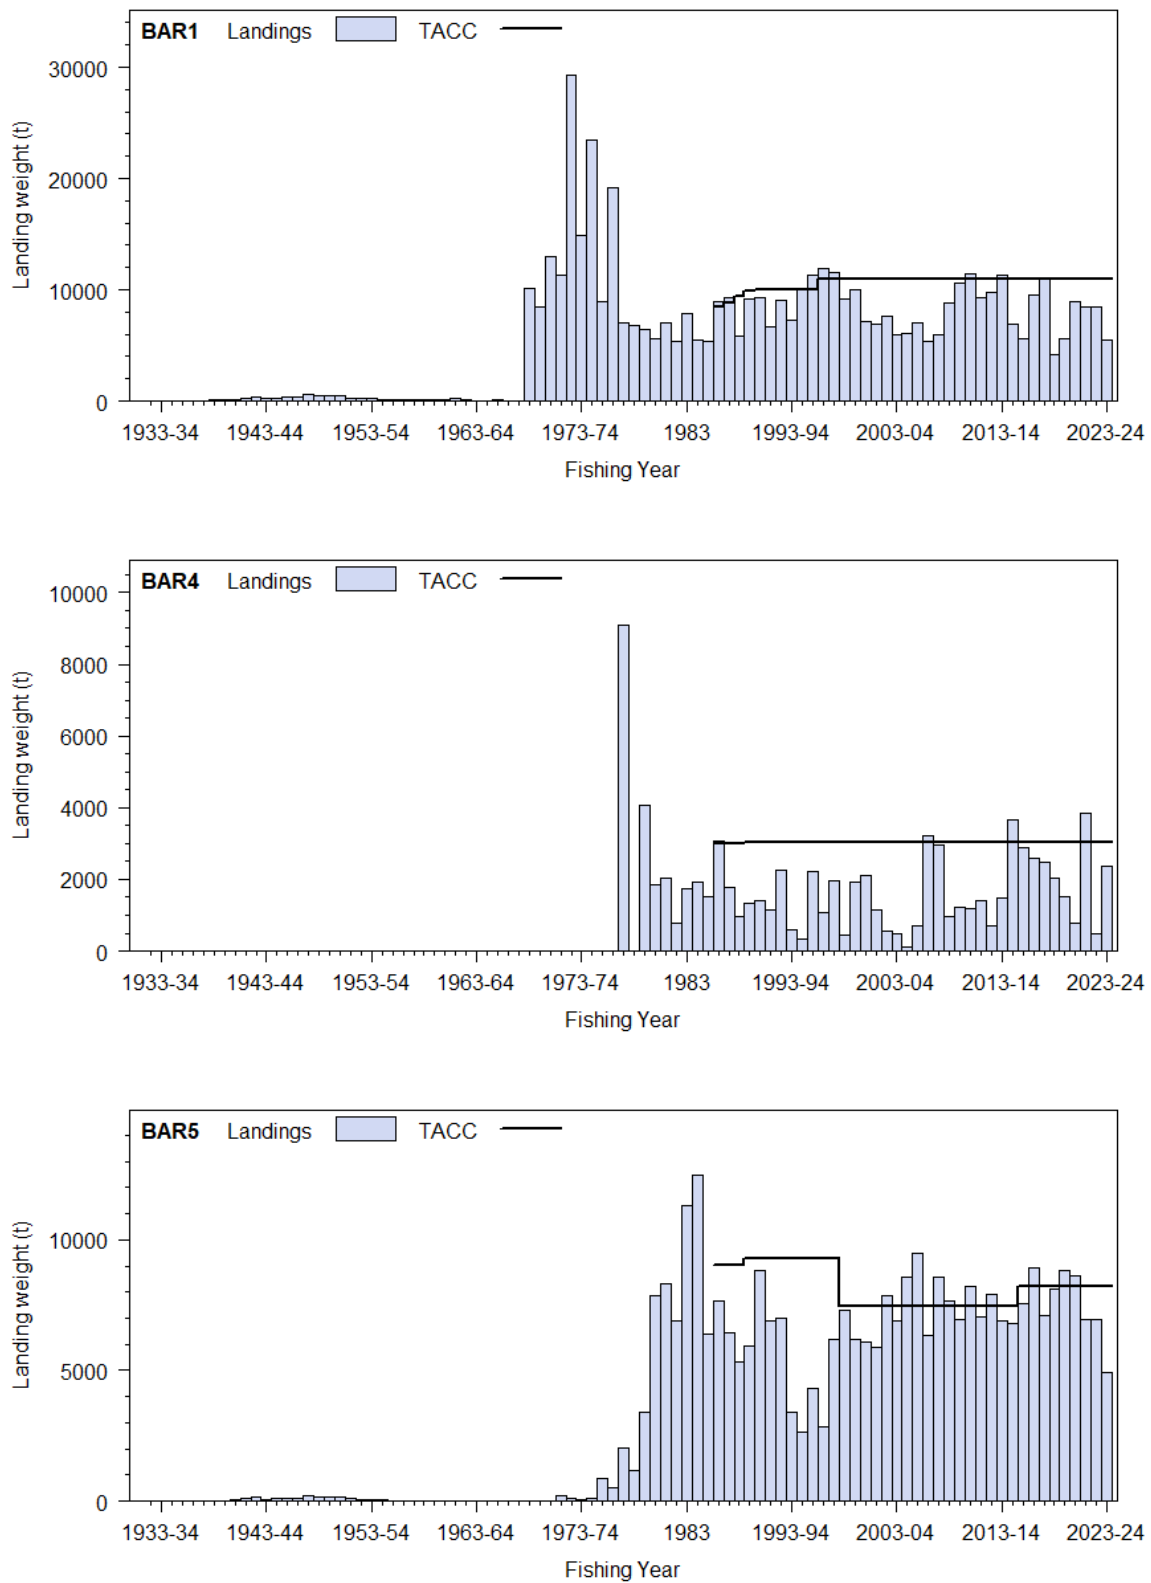 BAR1 Landings TACC
30000
20000
10000
0
Landing weight (t)
1933-34 1943-44 1953-54 1963-64 1973-74 1983 1993-94 2003-04 2013-14 2023-24
Fishing Year
BAR4 Landings TACC
10000
8000
6000
4000
2000
0
Landing weight (t)
1933-34 1943-44 1953-54 1963-64 1973-74 1983 1993-94 2003-04 2013-14 2023-24
Fishing Year
BAR5 Landings TACC
10000
5000
0
Landing weight (t)
1933-34 1943-44 1953-54 1963-64 1973-74 1983 1993-94 2003-04 2013-14 2023-24
Fishing Year